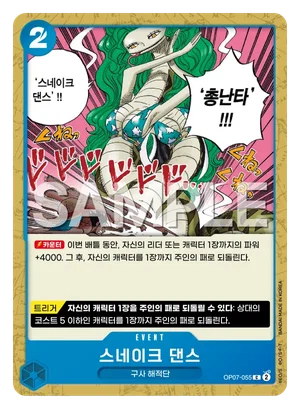 2
'스네이크
댄스'!!
'총난타'
!!!
SAMPLE
카운터 이번 배틀 동안, 자신의 리더 또는 캐릭터 1장까지의 파워
+4000. 그 후, 자신의 캐릭터를 1장까지 주인의 패로 되돌린다.
트리거 자신의 캐릭터 1장을 주인의 패로 되돌릴 수 있다: 상대의
코스트 5 이하인 캐릭터를 1장까지 주인의 패로 되돌린다.
EVENT
스네이크 댄스
구사 해적단
OP07-055 C 2